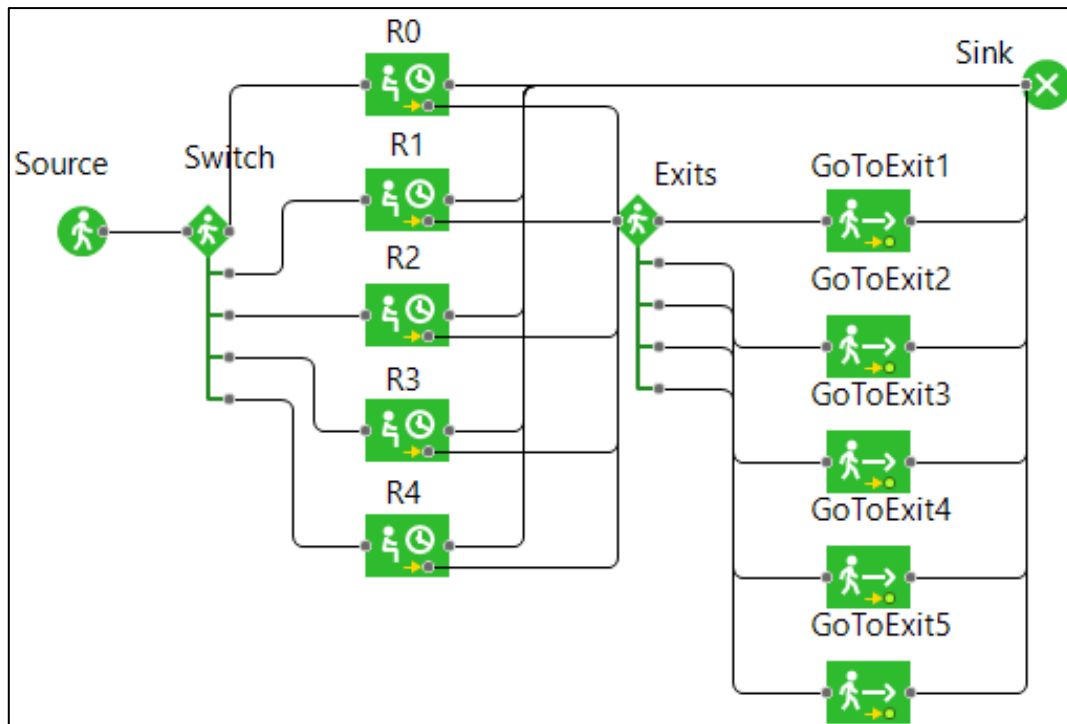 R0
Sink
R1
Source
Switch
Exits
GoToExit1
R2
GoToExit2
R3
GoToExit3
R4
GoToExit4
GoToExit5